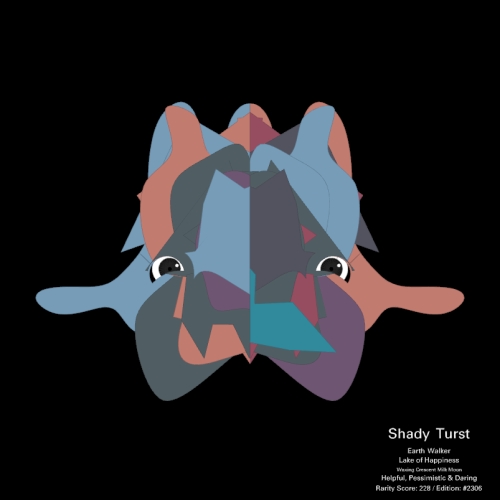 Shady Turst
Earth Walker
Lake of Happiness
Waxing Crescent Milk Moon
Helpful, Pessimistic & Daring
Rarity Score: 228 / Edition: #2306